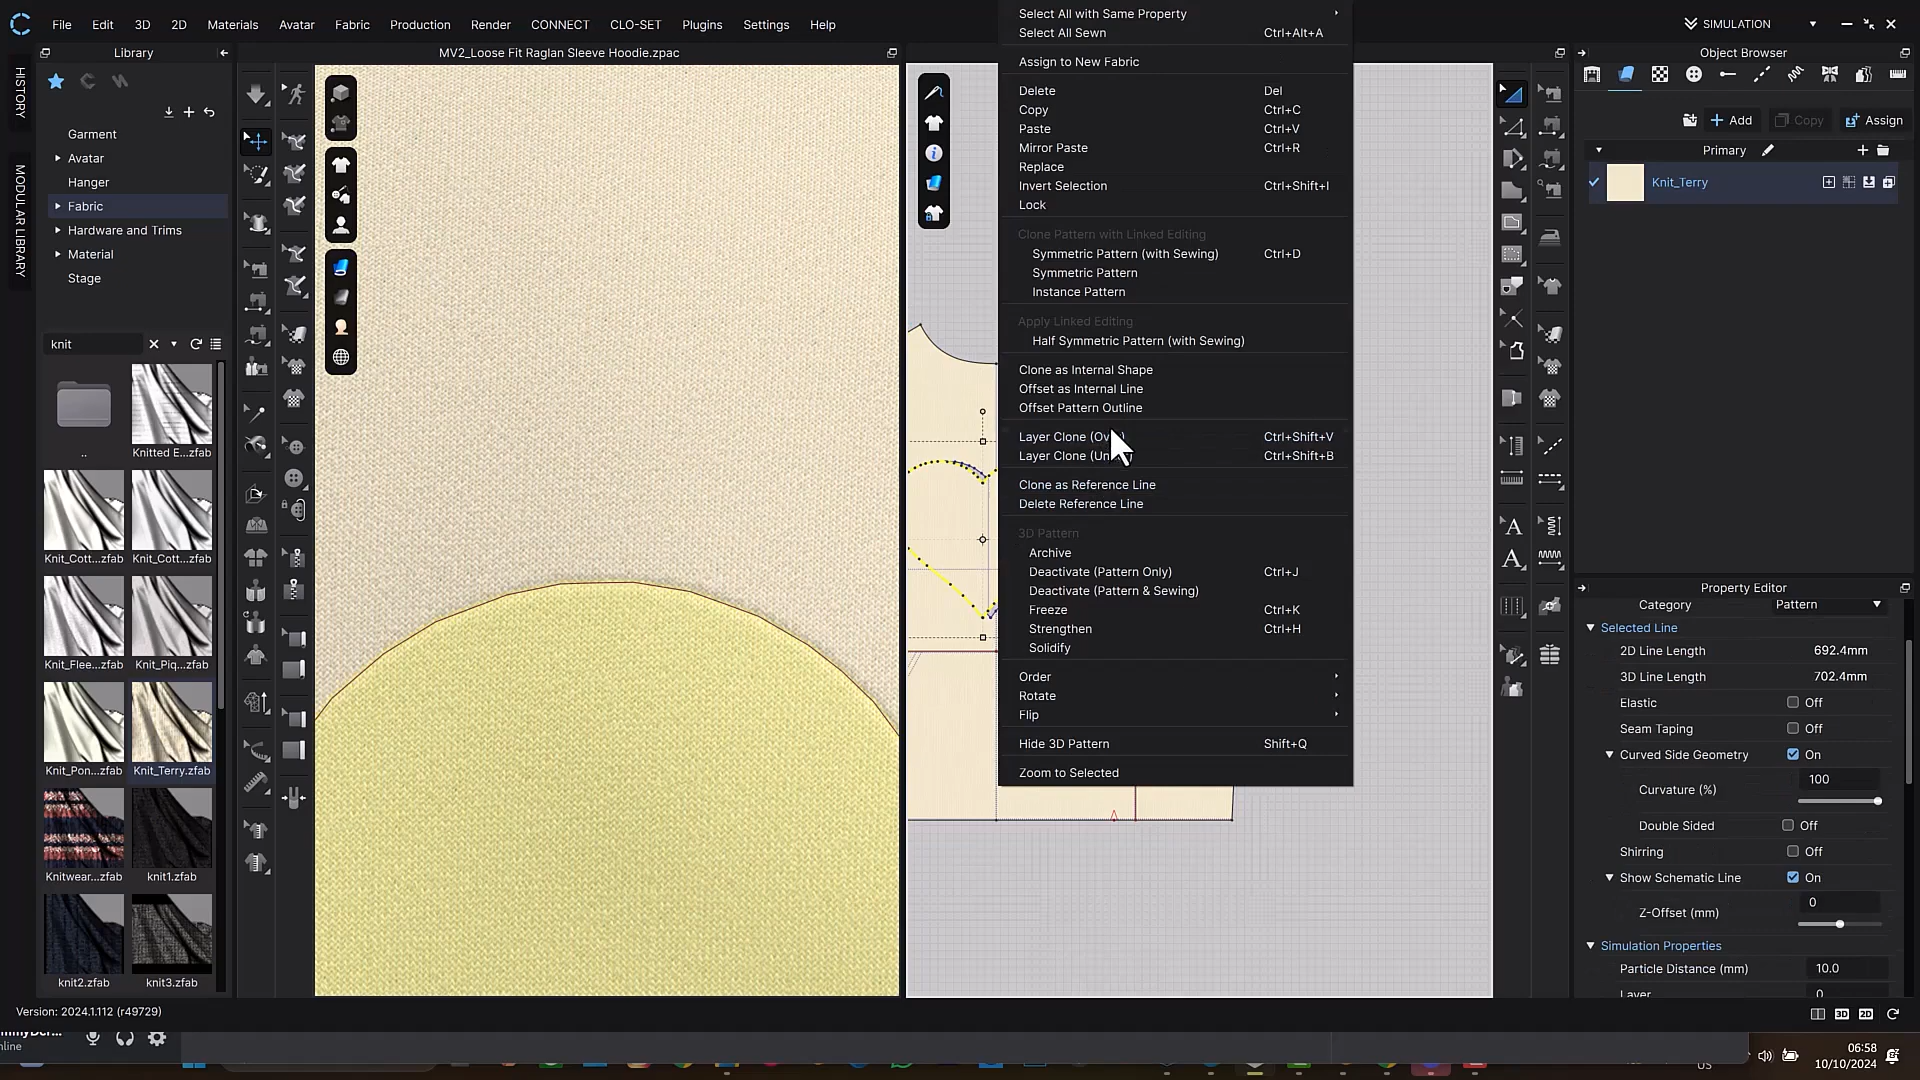 File Edit 3D 2D Materials Avatar Fabric Production Render CONNECT CLO-SET Plugins Settings Help
SIMULATION
Library
MV2_Loose Fit Raglan Sleeve Hoodie.zpac
Object Browser
HISTORY
MODULAR LIBRARY
Garment
Avatar
Hanger
Fabric
Hardware and Trims
Material
Stage
knit
..
Knitted E...zfab
Knit_Cott...zfab
Knit_Cott...zfab
Knit_Flee...zfab
Knit_Piq...zfab
Knit_Pon...zfab
Knit_Terry.zfab
Knitwear...zfab
knit1.zfab
knit2.zfab
knit3.zfab
Select All with Same Property
Select All Sewn Ctrl+Alt+A
Assign to New Fabric
Delete Del
Copy Ctrl+C
Paste Ctrl+V
Mirror Paste Ctrl+R
Replace
Invert Selection Ctrl+Shift+I
Lock
Clone Pattern with Linked Editing
Symmetric Pattern (with Sewing) Ctrl+D
Symmetric Pattern
Instance Pattern
Apply Linked Editing
Half Symmetric Pattern (with Sewing)
Clone as Internal Shape
Offset as Internal Line
Offset Pattern Outline
Layer Clone Ctrl+Shift+V
Layer Clone Ctrl+Shift+B
Clone as Reference Line
Delete Reference Line
3D Pattern
Archive
Deactivate (Pattern Only) Ctrl+J
Deactivate (Pattern & Sewing)
Freeze Ctrl+K
Strengthen Ctrl+H
Solidify
Order
Rotate
Flip
Hide 3D Pattern Shift+Q
Zoom to Selected
Add Copy Assign
Primary
Knit_Terry
Property Editor
Category Pattern
Selected Line
2D Line Length 692.4mm
3D Line Length 702.4mm
Elastic Off
Seam Taping Off
Curved Side Geometry On
Curvature (%) 100
Double Sided Off
Shirring Off
Show Schematic Line On
Z-Offset (mm) 0
Simulation Properties
Particle Distance (mm) 10.0
Layer 0
Version: 2024.1.112 (r49729)
3D 2D
06:58
10/10/2024
US